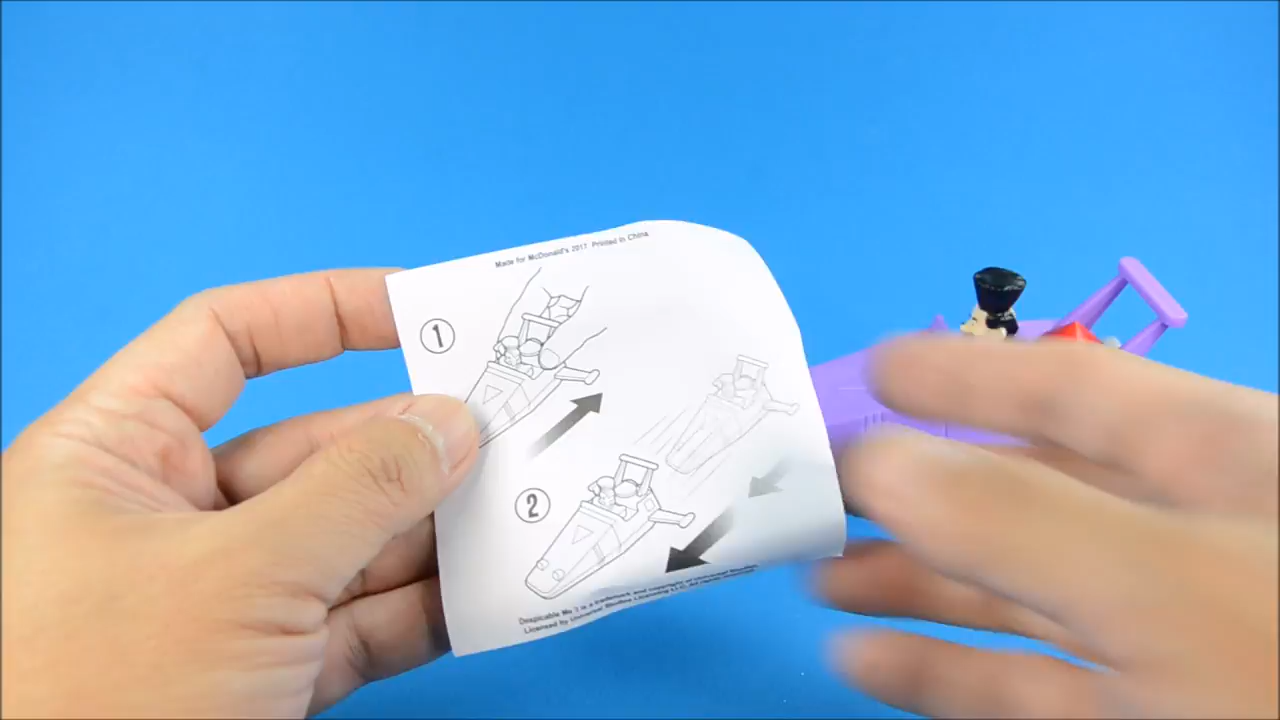 Made for McDonald's 2017 Printed in China
1
2
Despicable Me 3 is a trademark and copyright of Universal Studios.
Licensed by Universal Studios Licensing LLC. All rights reserved.